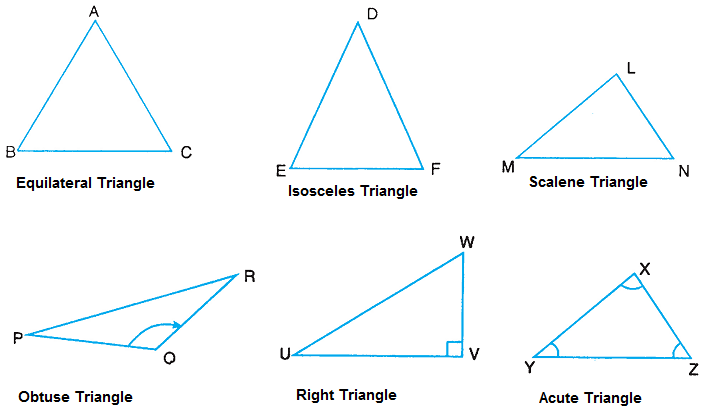 A
B
C
Equilateral Triangle
D
E
F
Isosceles Triangle
L
M
N
Scalene Triangle
R
P
Q
Obtuse Triangle
W
U
V
Right Triangle
X
Y
Z
Acute Triangle